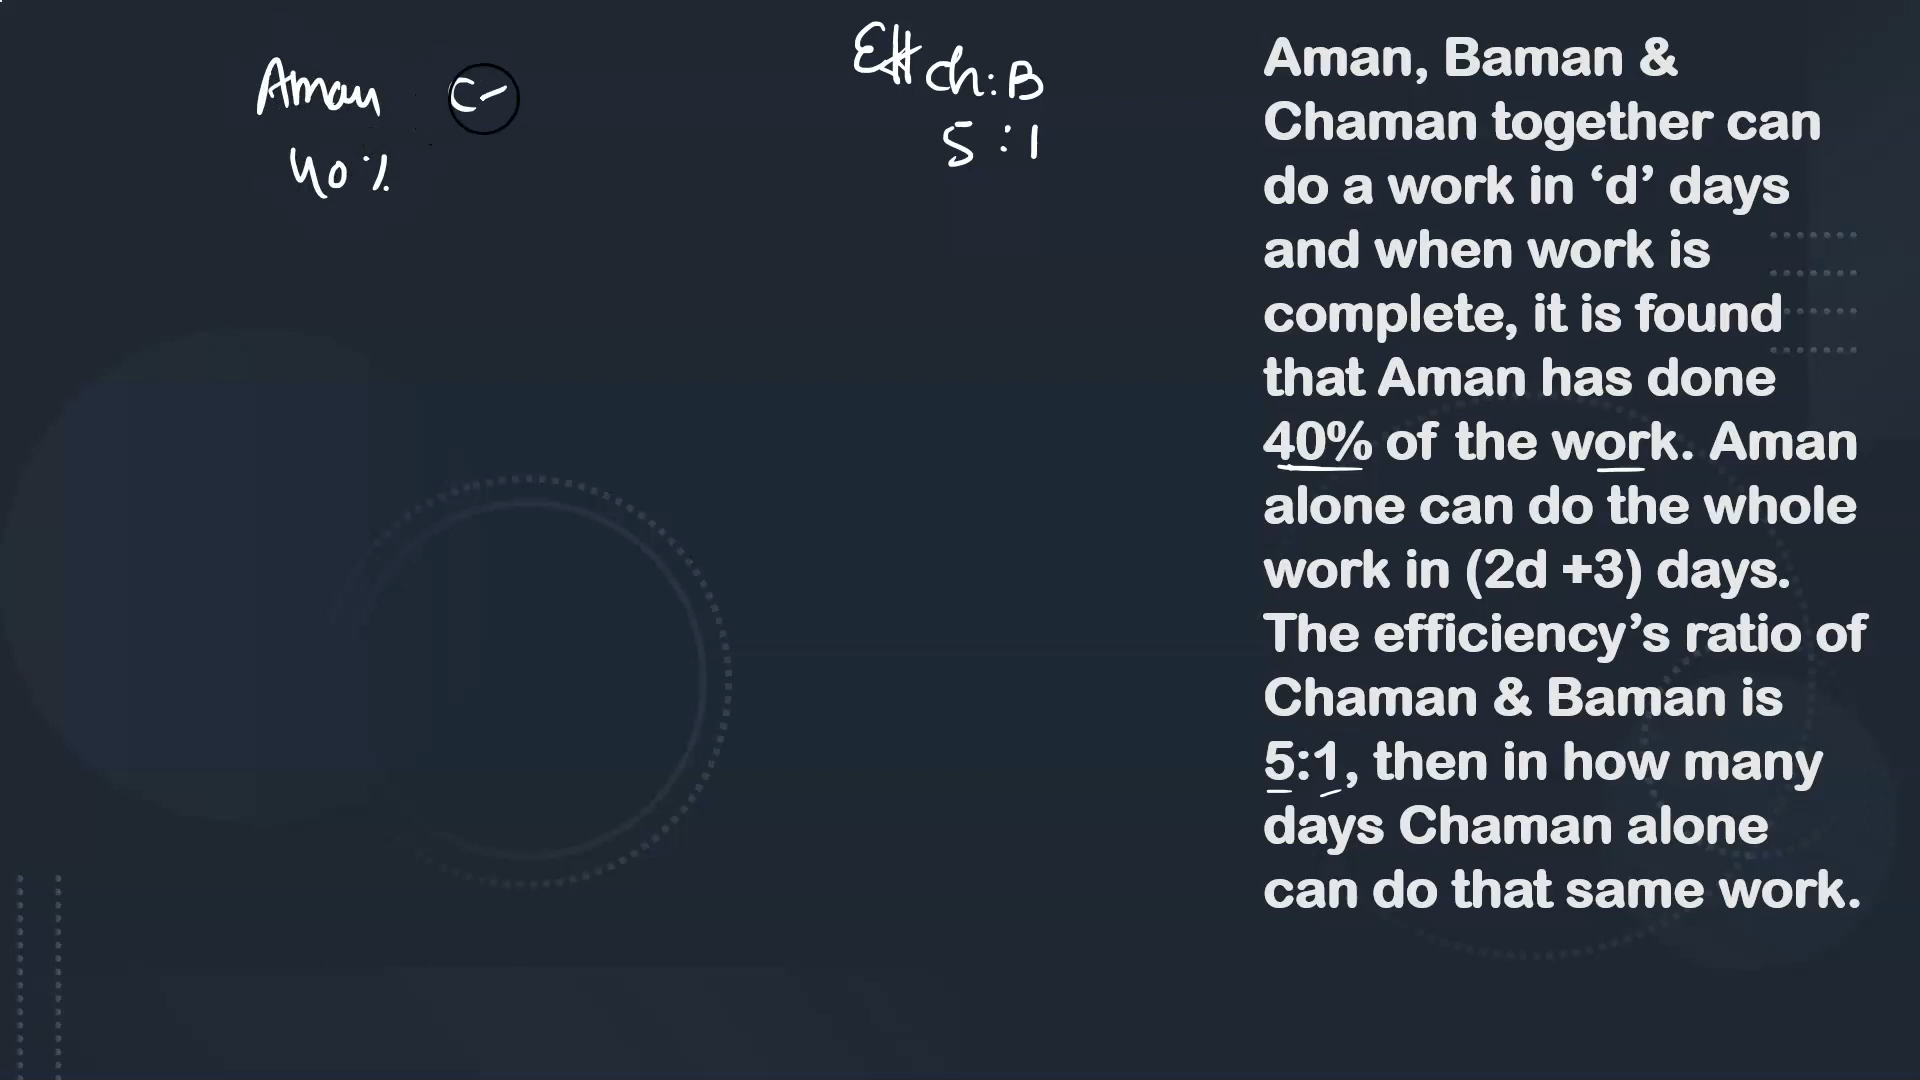 Aman
40%
Eff Ch:B
5:1
Aman, Baman &
Chaman together can
do a work in ‘d’ days
and when work is
complete, it is found
that Aman has done
40% of the work. Aman
alone can do the whole
work in (2d +3) days.
The efficiency’s ratio of
Chaman & Baman is
5:1, then in how many
days Chaman alone
can do that same work.